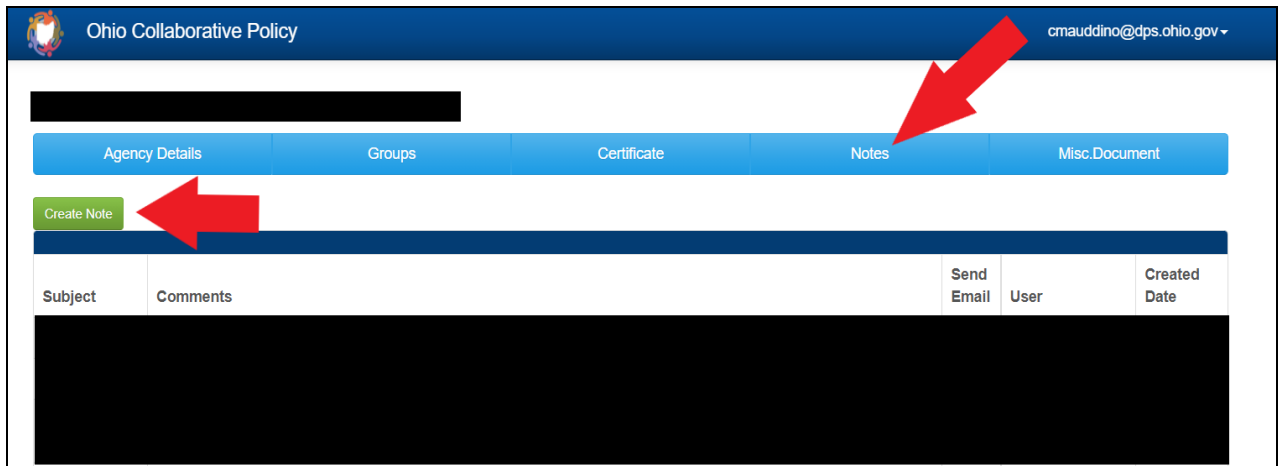 Ohio Collaborative Policy cmauddino@dps.ohio.gov
Agency Details Groups Certificate Notes Misc.Document
Create Note
Subject Comments Send Email User Created Date